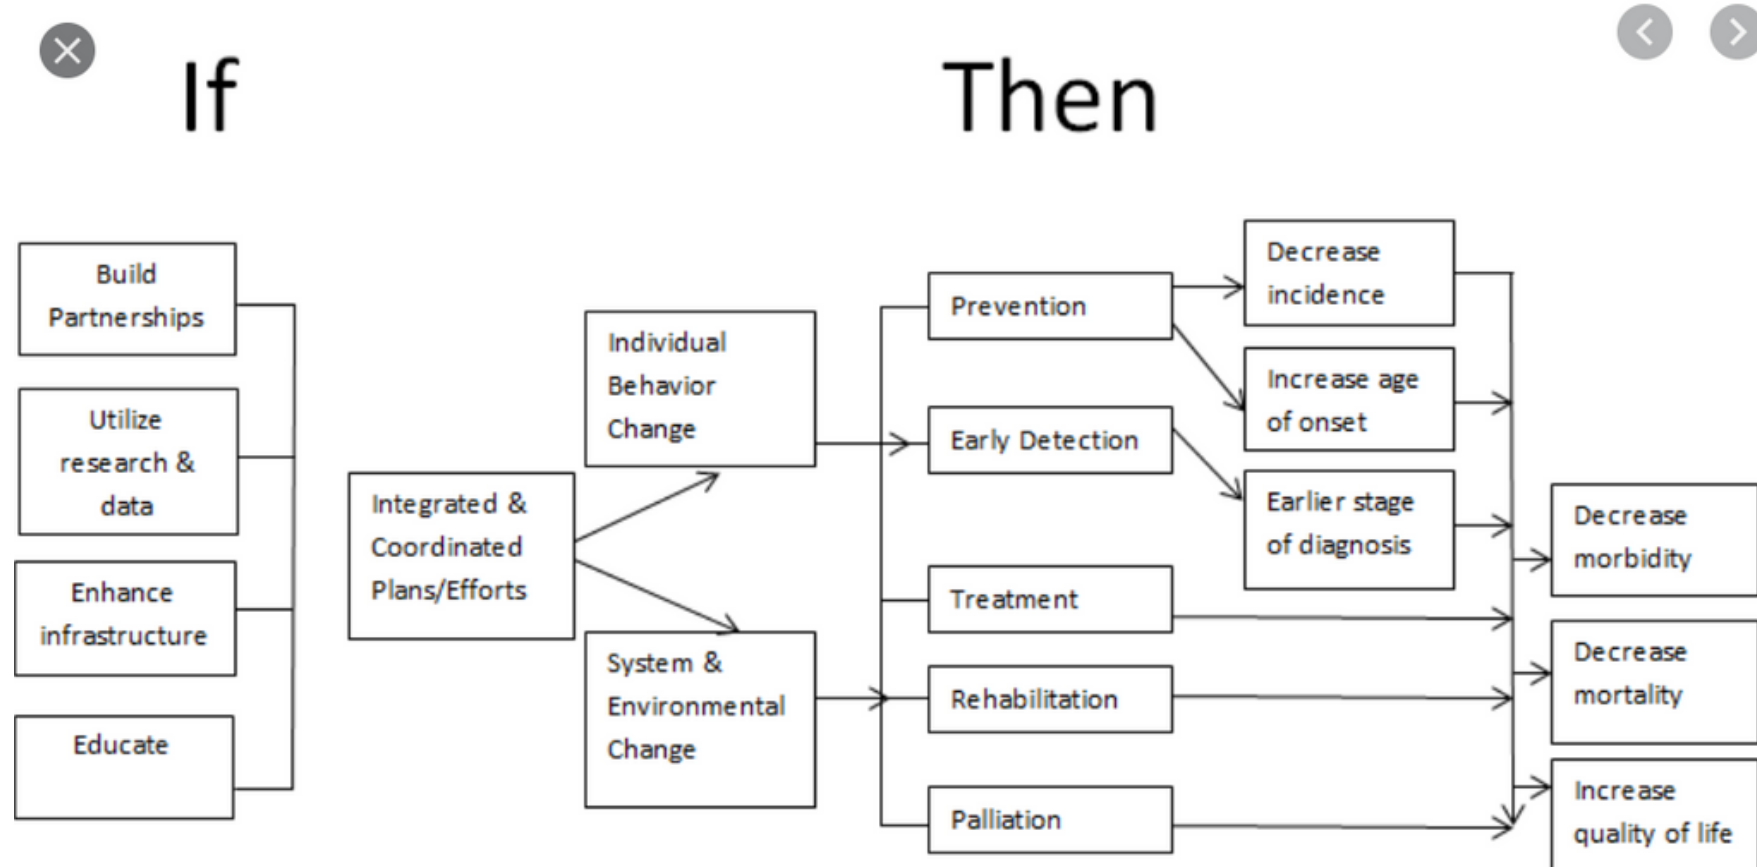 If
Then
Build
Partnerships
Utilize
research &
data
Enhance
infrastructure
Educate
Integrated &
Coordinated
Plans/Efforts
Individual
Behavior
Change
System &
Environmental
Change
Prevention
Early Detection
Treatment
Rehabilitation
Palliation
Decrease
incidence
Increase age
of onset
Earlier stage
of diagnosis
Decrease
morbidity
Decrease
mortality
Increase
quality of life